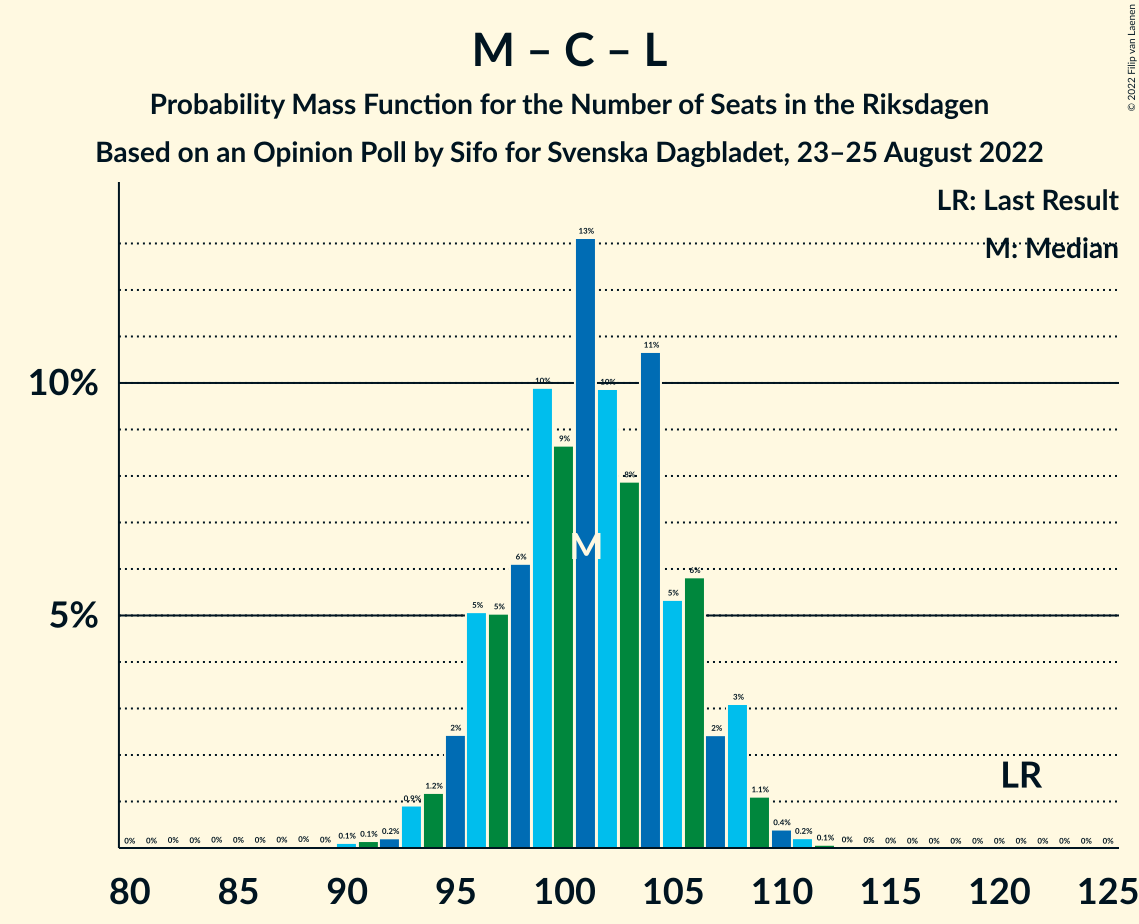 M – C – L
Probability Mass Function for the Number of Seats in the Riksdagen
Based on an Opinion Poll by Sifo for Svenska Dagbladet, 23–25 August 2022
© 2022 Filip van Laenen
LR: Last Result
M: Median
13%
11%
10%
10% 10%
9%
8%
M
6%
6%
5% 5%
5%
5%
3%
2%
2%
LR
1.2%
1.1%
0.9%
0.4%
0% 0% 0% 0% 0% 0% 0% 0% 0% 0% 0.1% 0.1% 0.2% 0.2% 0.1% 0% 0% 0% 0% 0% 0% 0% 0% 0% 0% 0% 0% 0%
80 85 90 95 100 105 110 115 120 125